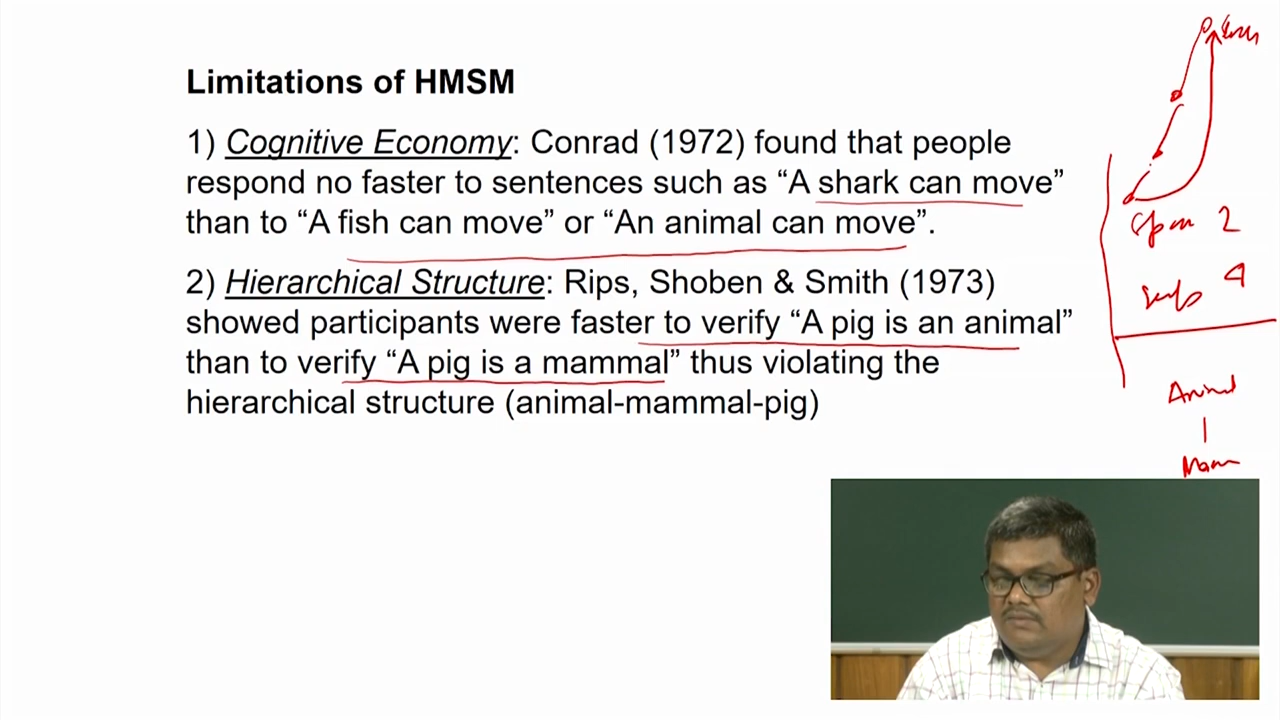 Limitations of HMSM
1) Cognitive Economy: Conrad (1972) found that people
respond no faster to sentences such as “A shark can move”
than to “A fish can move” or “An animal can move”.
2) Hierarchical Structure: Rips, Shoben & Smith (1973)
showed participants were faster to verify “A pig is an animal”
than to verify “A pig is a mammal” thus violating the
hierarchical structure (animal-mammal-pig)
2
4
Animal
Mam